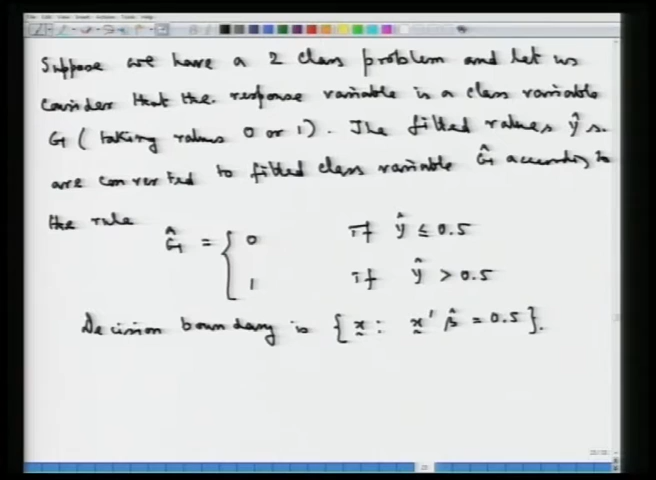 Suppose we have a 2 class problem and let us
consider that the response variable is a class variable
G ( taking values 0 or 1 ). The fitted values ŷ s.
are converted to fitted class variable Ĝ according to
the rule
Ĝ = { 0 if ŷ ≤ 0.5
1 if ŷ > 0.5
Decision boundary is { x : x' β̂ = 0.5 }.